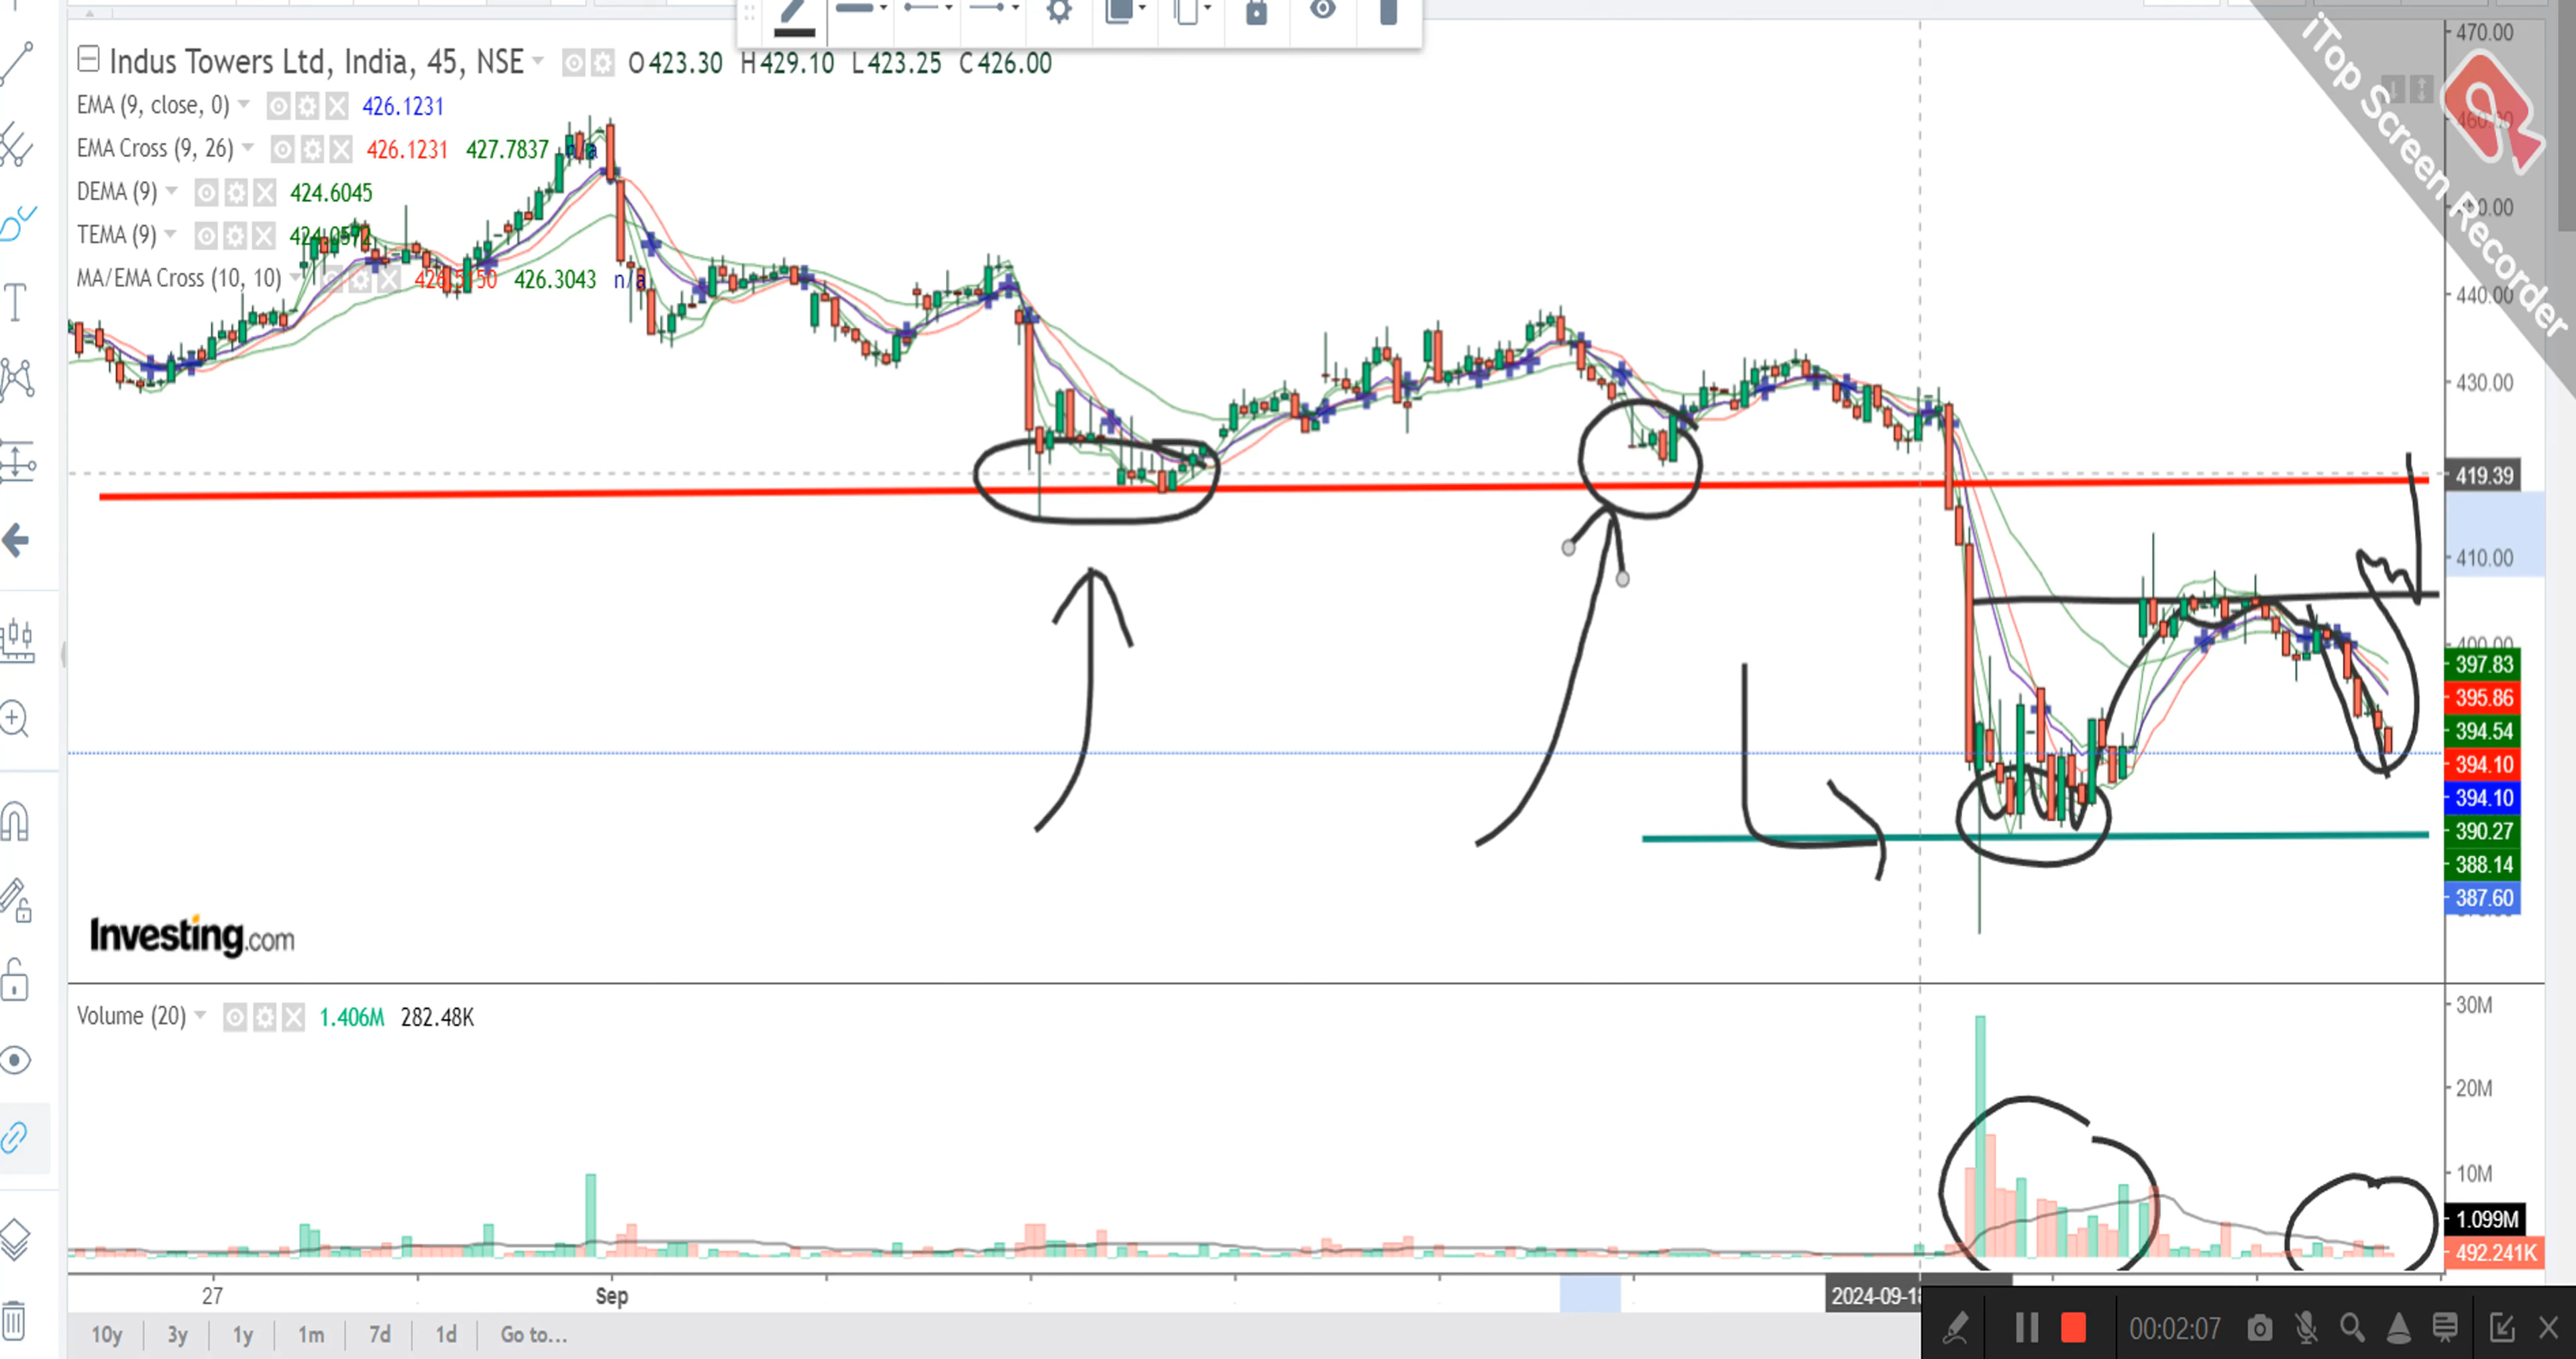 Indus Towers Ltd, India, 45, NSE O 423.30 H 429.10 L 423.25 C 426.00
EMA (9, close, 0) 426.1231
EMA Cross (9, 26) 426.1231 427.7837 n/a
DEMA (9) 424.6045
TEMA (9)
MA/EMA Cross (10, 10) 426.3043 n/a
iTop Screen Recorder
470.00
460.00
440.00
430.00
419.39
410.00
400.00
397.83
395.86
394.54
394.10
394.10
390.27
388.14
387.60
Investing.com
Volume (20) 1.406M 282.48K
30M
20M
10M
1.099M
492.241K
27 Sep
10y 3y 1y 1m 7d 1d Go to...
00:02:07